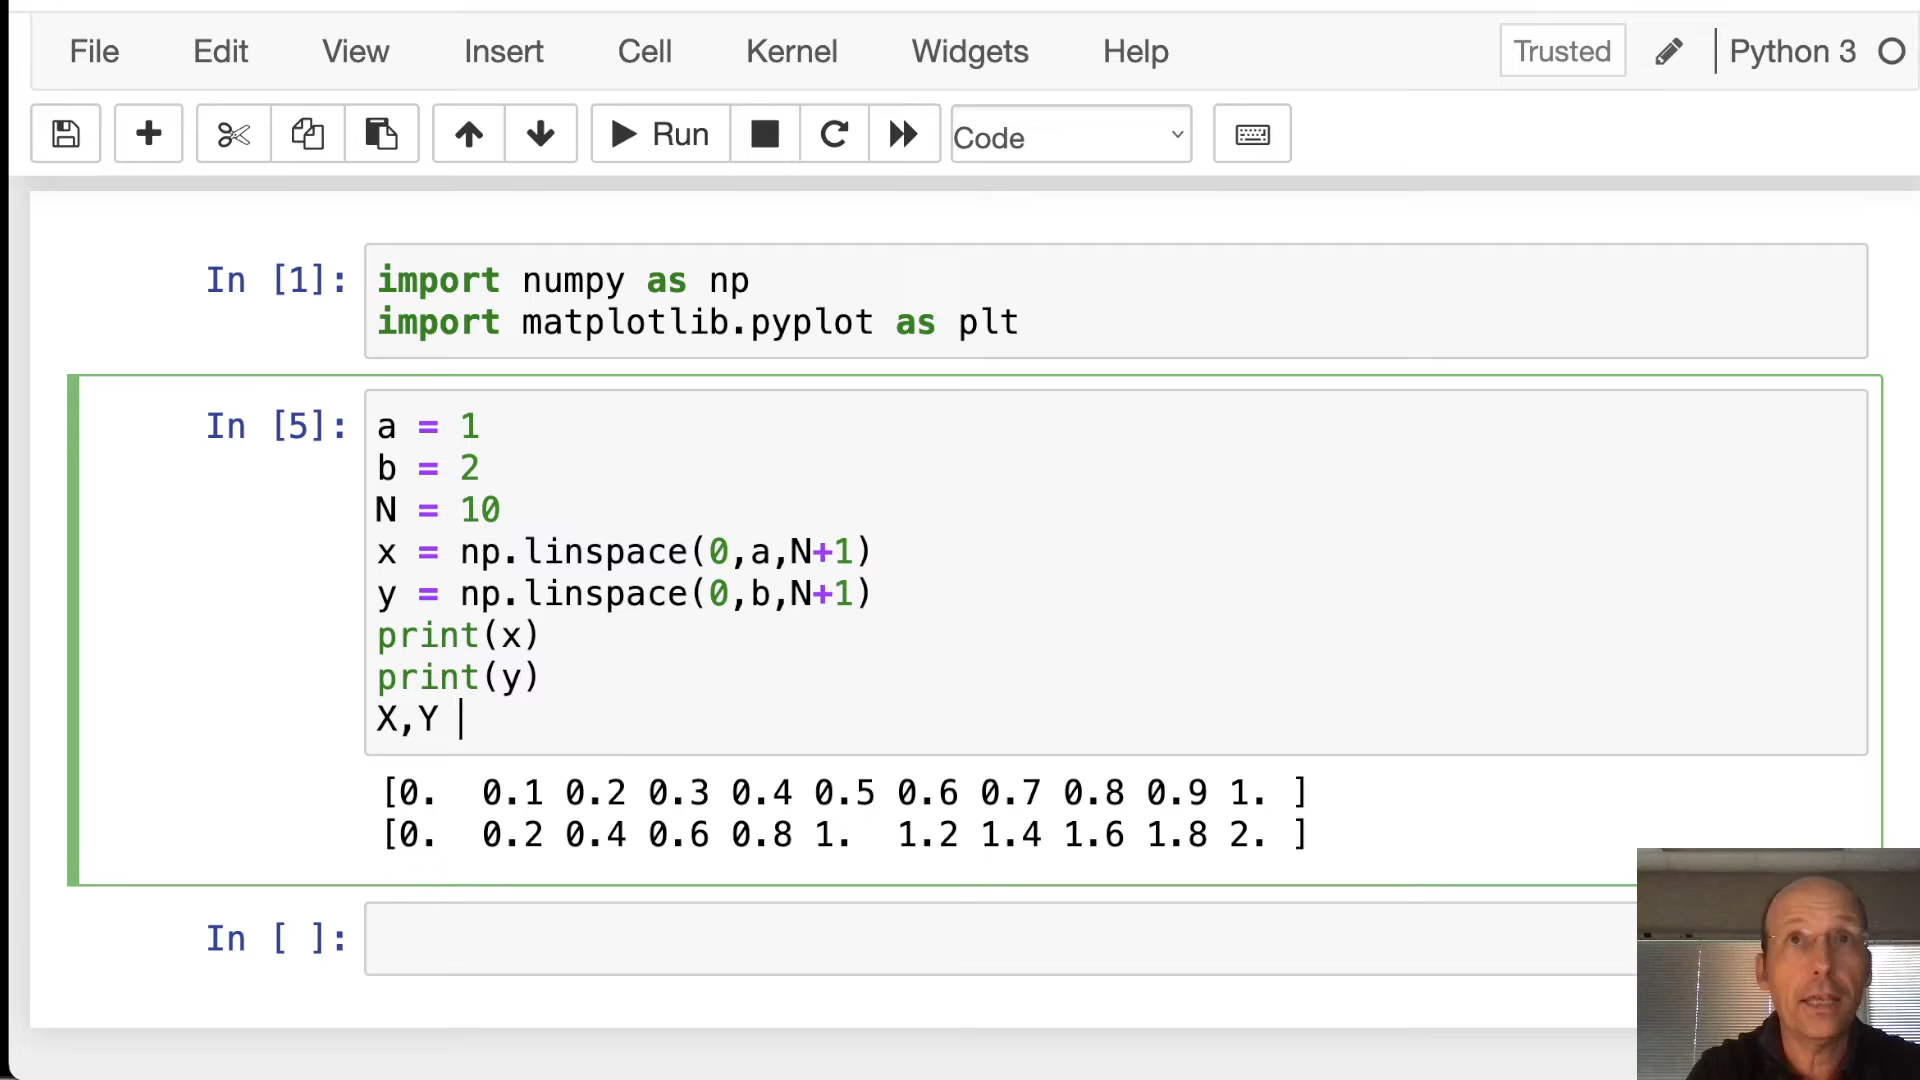 File Edit View Insert Cell Kernel Widgets Help Trusted Python 3
Run Code
In [1]: import numpy as np
import matplotlib.pyplot as plt
In [5]: a = 1
b = 2
N = 10
x = np.linspace(0,a,N+1)
y = np.linspace(0,b,N+1)
print(x)
print(y)
X,Y
[0.  0.1 0.2 0.3 0.4 0.5 0.6 0.7 0.8 0.9 1. ]
[0.  0.2 0.4 0.6 0.8 1.  1.2 1.4 1.6 1.8 2. ]
In [ ]: